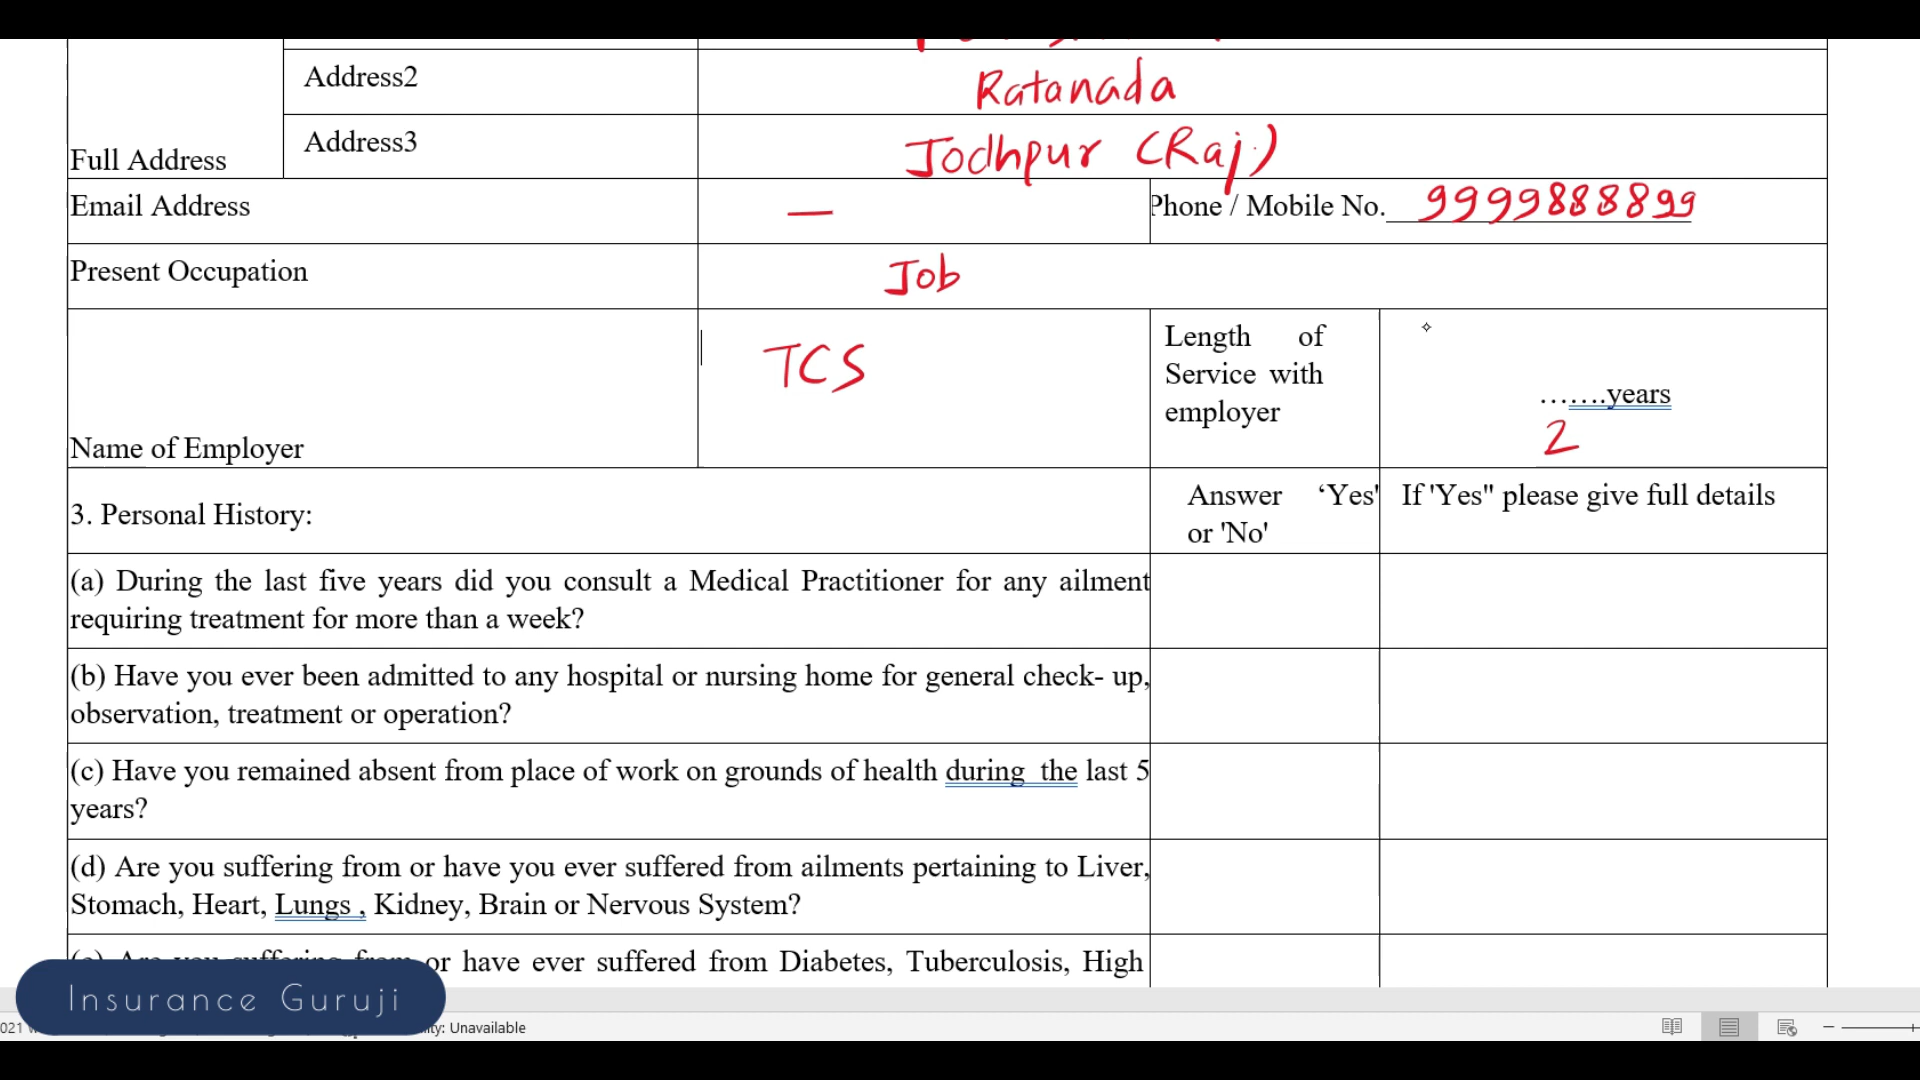 Address2
Ratanada
Address3
Jodhpur (Raj.)
Full Address
Email Address
—
Phone / Mobile No. 9999888899
Present Occupation
Job
Name of Employer
TCS
Length of
Service with
employer
…….years
2
3. Personal History:
Answer ‘Yes'
or 'No'
If 'Yes" please give full details
(a) During the last five years did you consult a Medical Practitioner for any ailment
requiring treatment for more than a week?
(b) Have you ever been admitted to any hospital or nursing home for general check- up,
observation, treatment or operation?
(c) Have you remained absent from place of work on grounds of health during the last 5
years?
(d) Are you suffering from or have you ever suffered from ailments pertaining to Liver,
Stomach, Heart, Lungs , Kidney, Brain or Nervous System?
(e) Are you suffering from or have ever suffered from Diabetes, Tuberculosis, High
Insurance Guruji
021
Unavailable